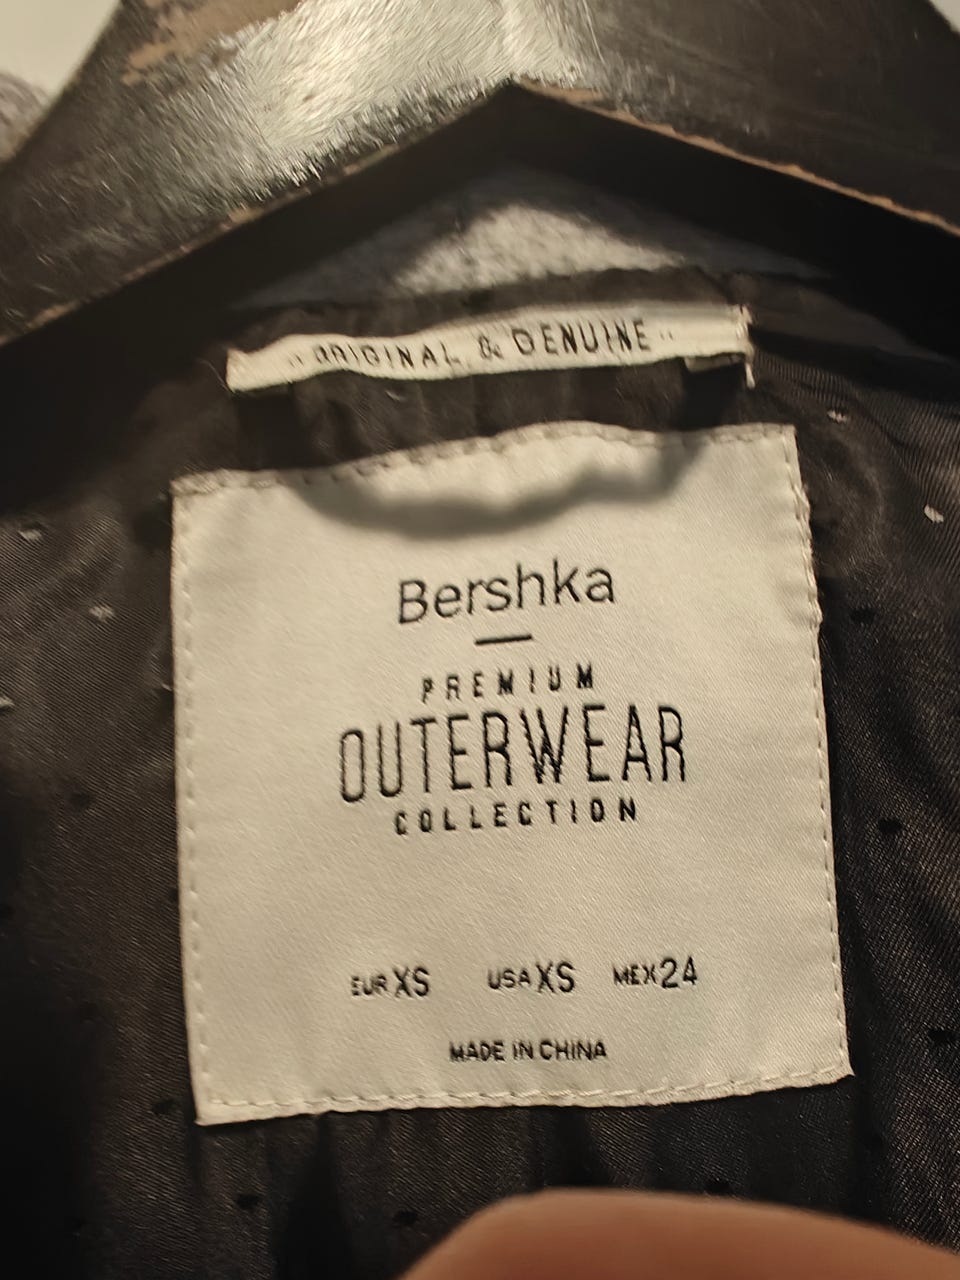 ·· ORIGINAL & GENUINE ··
Bershka
PREMIUM
OUTERWEAR
COLLECTION
EUR XS USA XS MEX 24
MADE IN CHINA